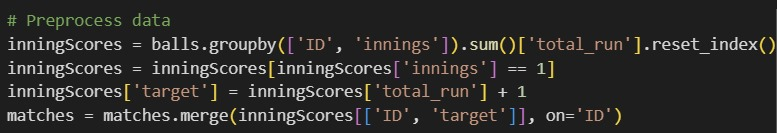 # Preprocess data
inningScores = balls.groupby(['ID', 'innings']).sum()['total_run'].reset_index()
inningScores = inningScores[inningScores['innings'] == 1]
inningScores['target'] = inningScores['total_run'] + 1
matches = matches.merge(inningScores[['ID', 'target']], on='ID')